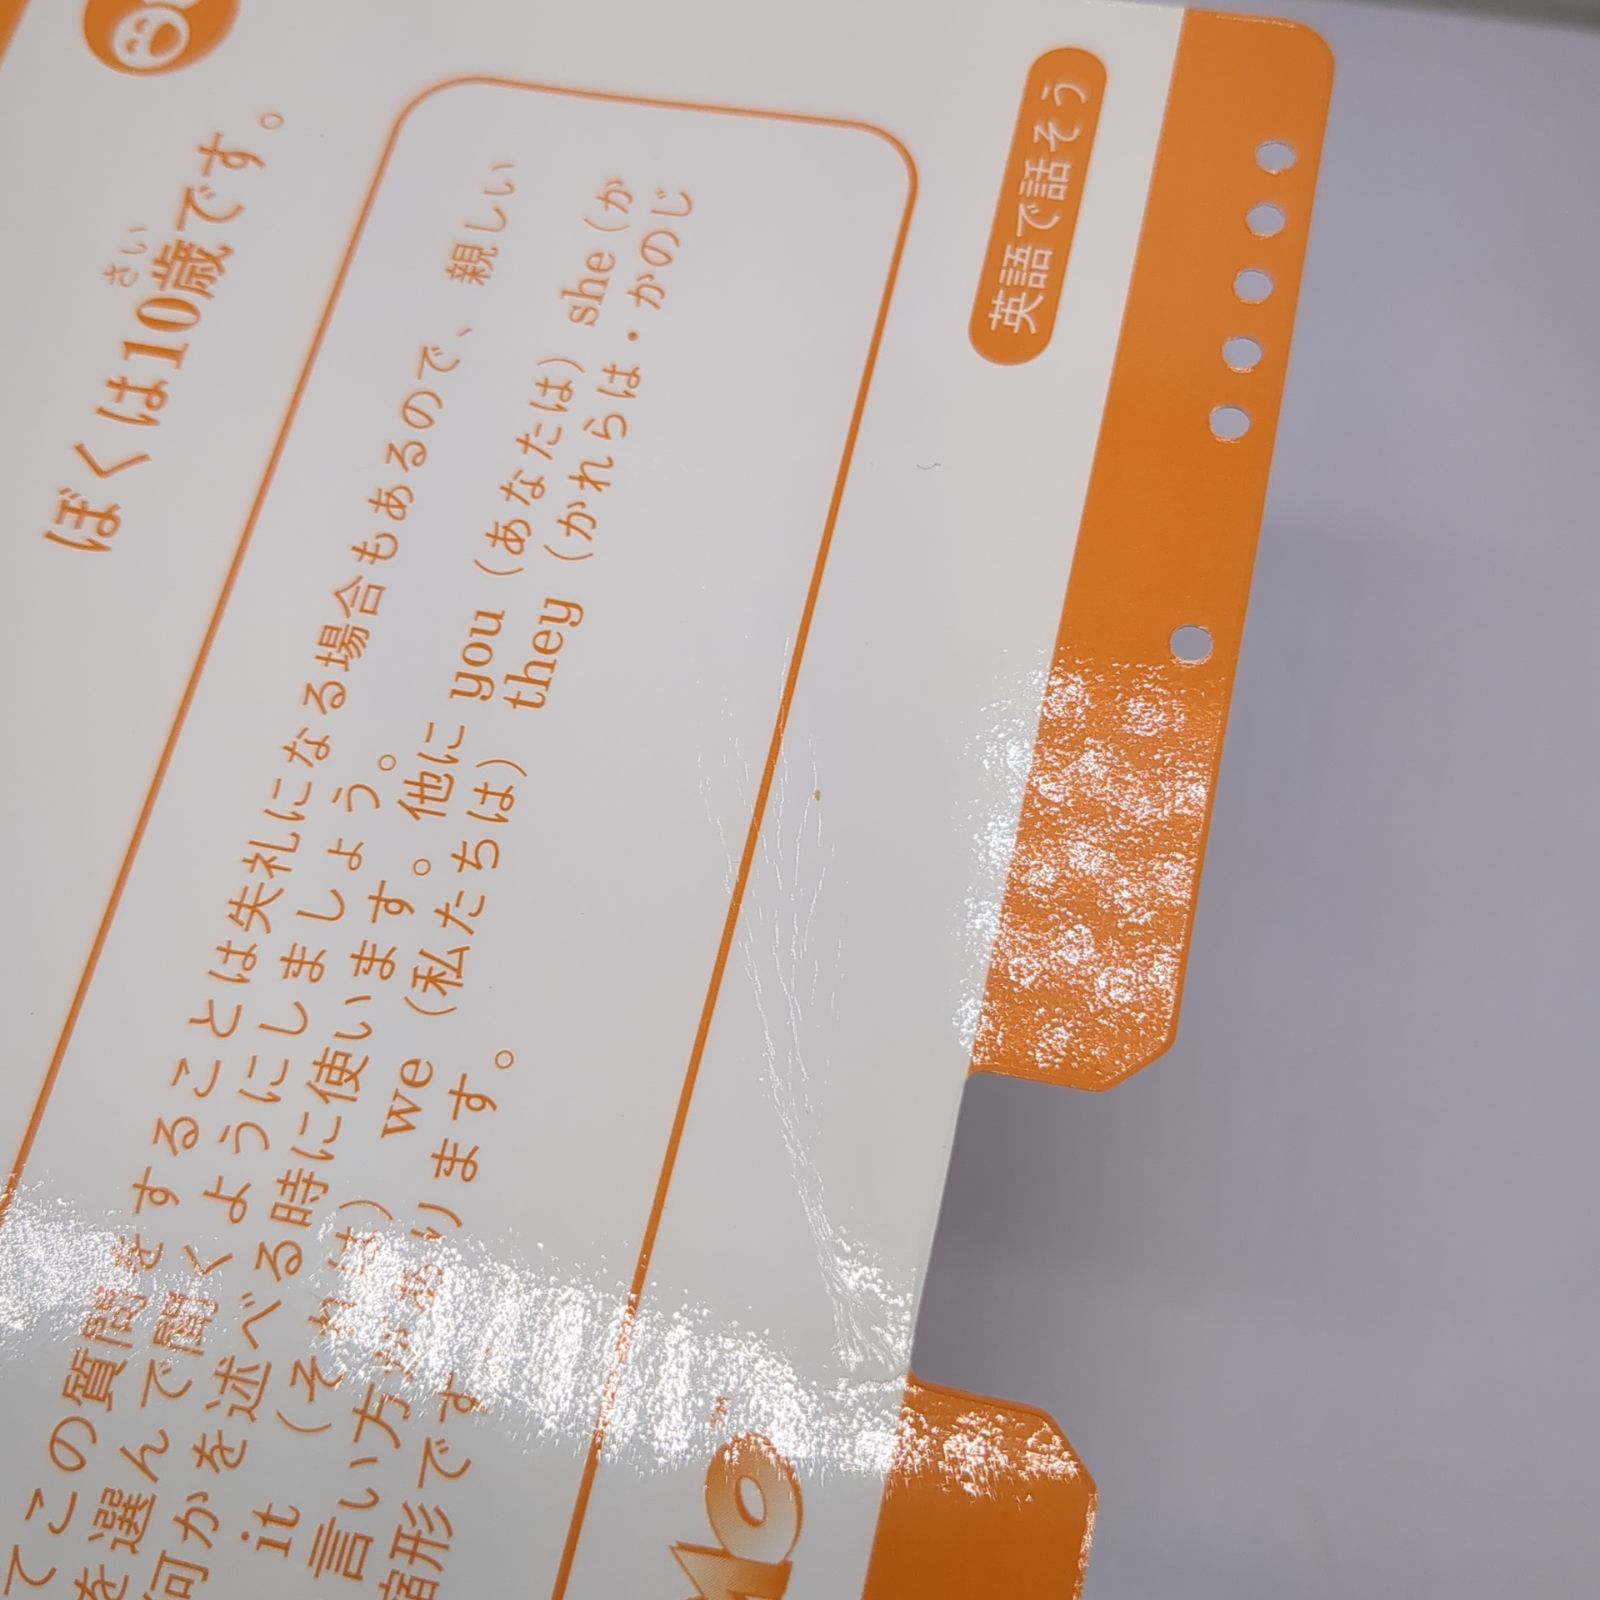 さい
ぼくは10歳です。
てこの質問をすることは失礼になる場合もあるので、親しい
を選んで聞くようにしましょう。
何かを述べる時に使います。他に you（あなたは）she（か
it（それは）we（私たちは）they（かれらは・かのじ
言い方があります。
形です
英語で話そう
MO™